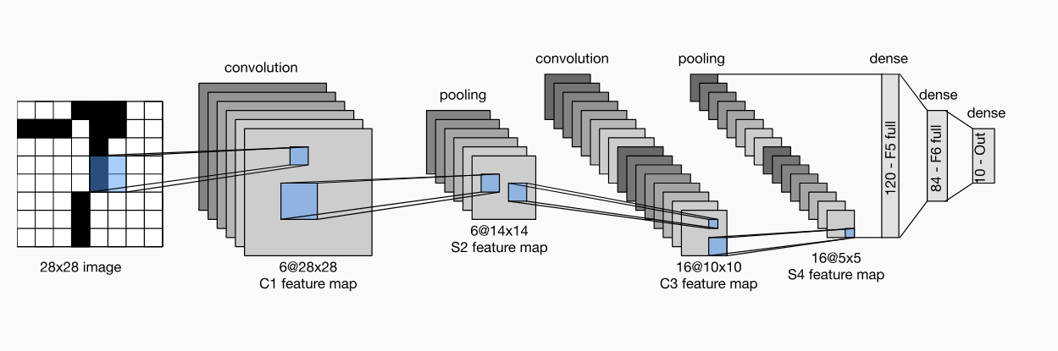 convolution
pooling
convolution
pooling
dense
dense
dense
28x28 image
6@28x28
C1 feature map
6@14x14
S2 feature map
16@10x10
C3 feature map
16@5x5
S4 feature map
120 - F5 full
84 - F6 full
10 - Out